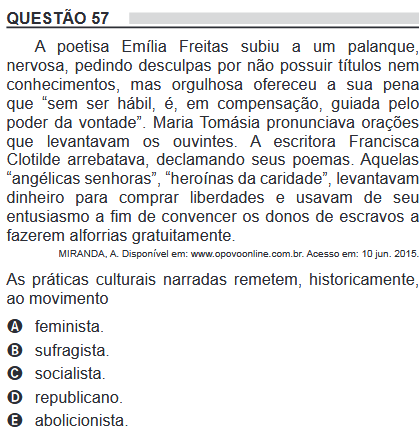 QUESTÃO 57
A poetisa Emília Freitas subiu a um palanque,
nervosa, pedindo desculpas por não possuir títulos nem
conhecimentos, mas orgulhosa ofereceu a sua pena
que “sem ser hábil, é, em compensação, guiada pelo
poder da vontade”. Maria Tomásia pronunciava orações
que levantavam os ouvintes. A escritora Francisca
Clotilde arrebatava, declamando seus poemas. Aquelas
“angélicas senhoras”, “heroínas da caridade”, levantavam
dinheiro para comprar liberdades e usavam de seu
entusiasmo a fim de convencer os donos de escravos a
fazerem alforrias gratuitamente.
MIRANDA, A. Disponível em: www.opovoonline.com.br. Acesso em: 10 jun. 2015.
As práticas culturais narradas remetem, historicamente,
ao movimento
A feminista.
B sufragista.
C socialista.
D republicano.
E abolicionista.